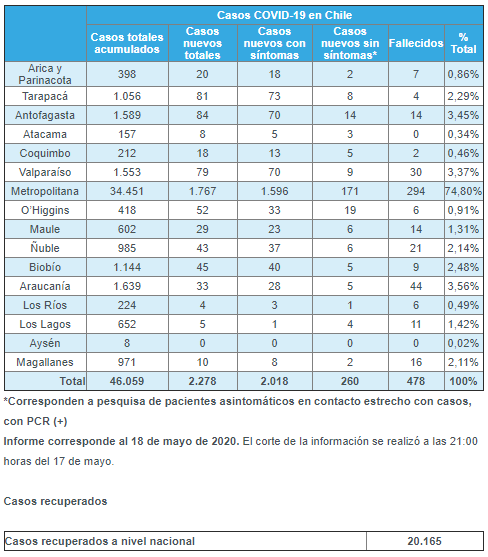 Casos COVID-19 en Chile
Casos totales acumulados Casos nuevos totales Casos nuevos con síntomas Casos nuevos sin síntomas* Fallecidos % Total
Arica y Parinacota 398 20 18 2 7 0,86%
Tarapacá 1.056 81 73 8 4 2,29%
Antofagasta 1.589 84 70 14 14 3,45%
Atacama 157 8 5 3 0 0,34%
Coquimbo 212 18 13 5 2 0,46%
Valparaíso 1.553 79 70 9 30 3,37%
Metropolitana 34.451 1.767 1.596 171 294 74,80%
O'Higgins 418 52 33 19 6 0,91%
Maule 602 29 23 6 14 1,31%
Ñuble 985 43 37 6 21 2,14%
Biobío 1.144 45 40 5 9 2,48%
Araucanía 1.639 33 28 5 44 3,56%
Los Ríos 224 4 3 1 6 0,49%
Los Lagos 652 5 1 4 11 1,42%
Aysén 8 0 0 0 0 0,02%
Magallanes 971 10 8 2 16 2,11%
Total 46.059 2.278 2.018 260 478 100%
*Corresponden a pesquisa de pacientes asintomáticos en contacto estrecho con casos,
con PCR (+)
Informe corresponde al 18 de mayo de 2020. El corte de la información se realizó a las 21:00
horas del 17 de mayo.
Casos recuperados
Casos recuperados a nivel nacional 20.165